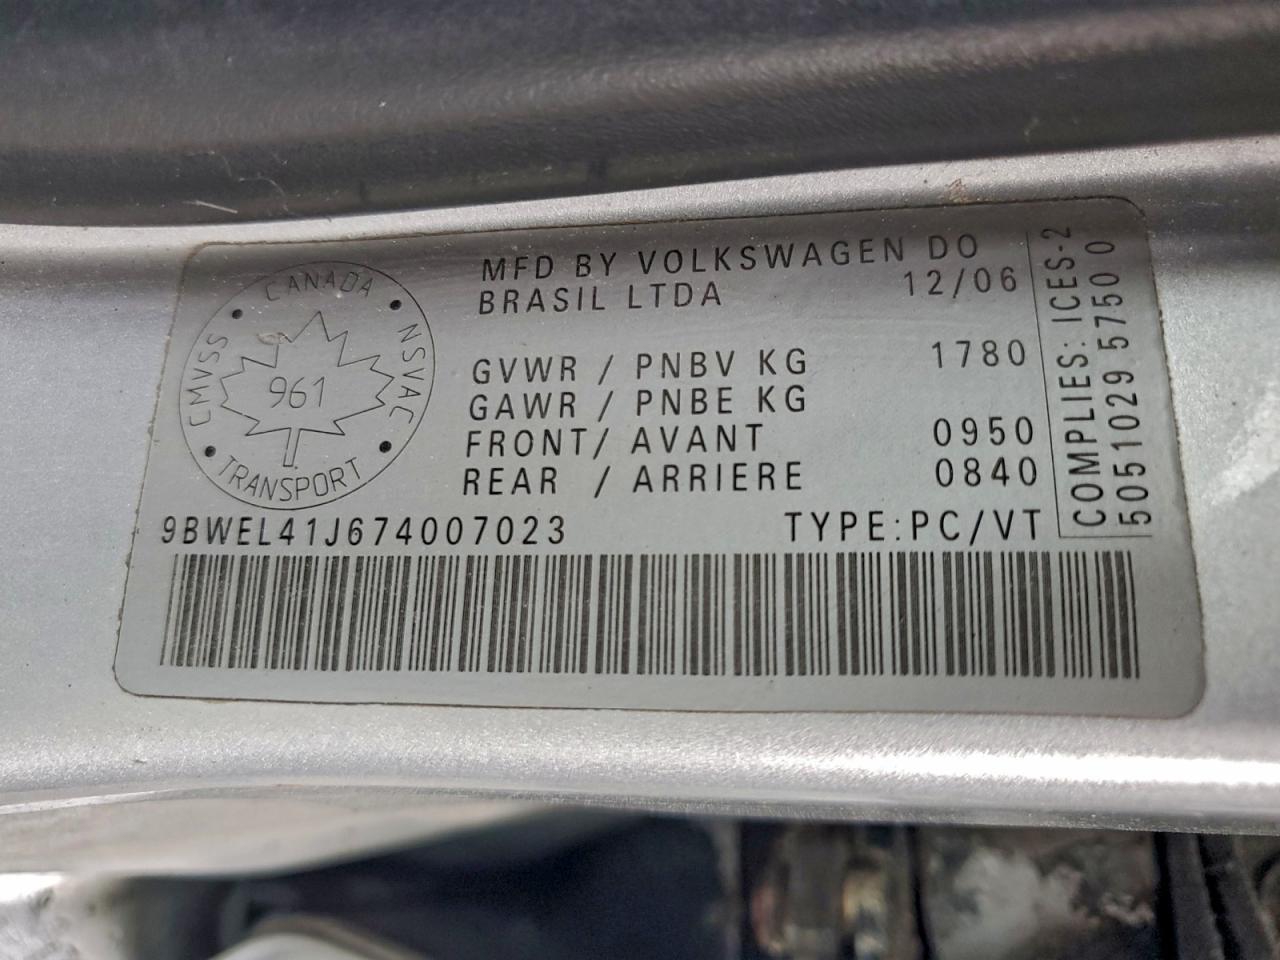 CANADA
CMVSS
NSVAC
961
TRANSPORT
MFD BY VOLKSWAGEN DO
BRASIL LTDA 12/06
GVWR / PNBV KG 1780
GAWR / PNBE KG
FRONT/ AVANT 0950
REAR / ARRIERE 0840
9BWEL41J674007023 TYPE:PC/VT
COMPLIES: ICES-2
5051029 5750 0